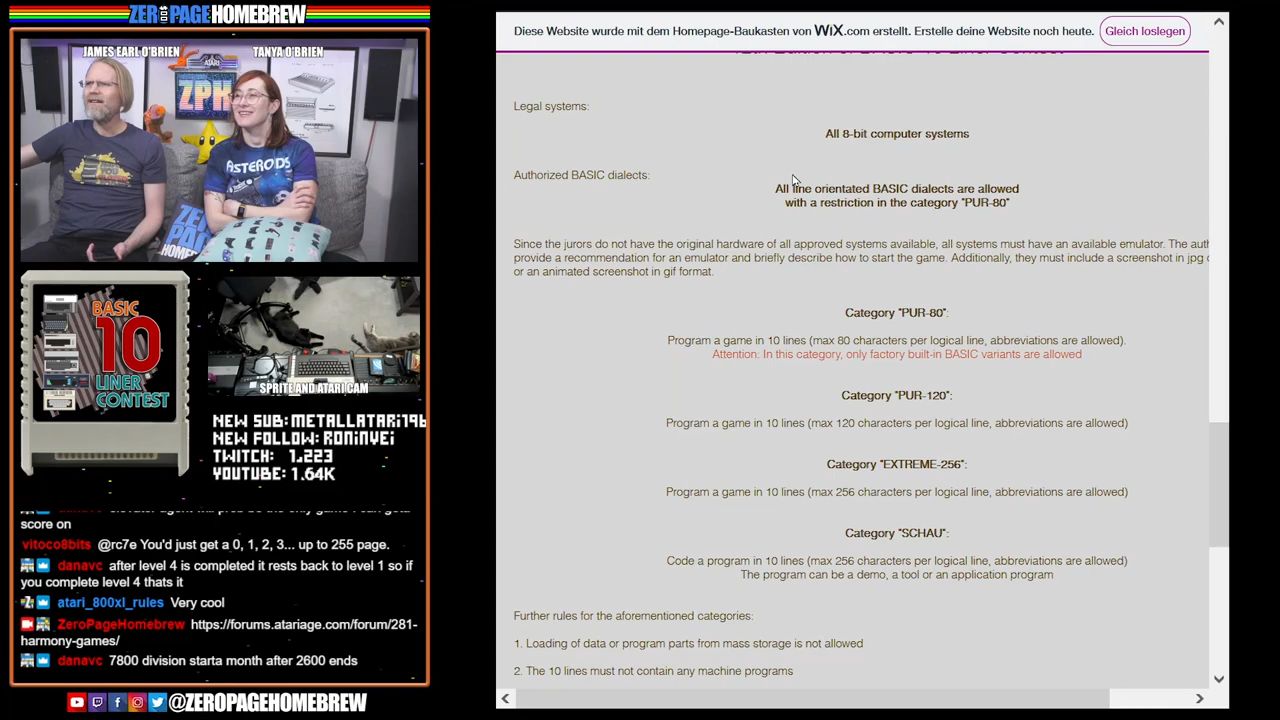 ZEROPAGE HOMEBREW
JAMES EARL O'BRIEN
TANYA O'BRIEN
ATARI
ZPH
ASTEROIDS
ZERO PAGE HOMEBREW
BASIC
10
LINER
CONTEST
SPRITE AND ATARI CAM
NEW SUB: METALLATARI196
NEW FOLLOW: RONINYEI
TWITCH: 1.223
YOUTUBE: 1.64K
score on
vitoco8bits @rc7e You'd just get a 0, 1, 2, 3... up to 255 page.
danavc after level 4 is completed it rests back to level 1 so if
you complete level 4 thats it
atari_800xl_rules Very cool
ZeroPageHomebrew https://forums.atariage.com/forum/281-
harmony-games/
danavc 7800 division starta month after 2600 ends
@ZEROPAGEHOMEBREW
Diese Website wurde mit dem Homepage-Baukasten von WiX.com erstellt. Erstelle deine Website noch heute.
Gleich loslegen
Legal systems:
All 8-bit computer systems
Authorized BASIC dialects:
All line orientated BASIC dialects are allowed
with a restriction in the category "PUR-80"
Since the jurors do not have the original hardware of all approved systems available, all systems must have an available emulator. The auth
provide a recommendation for an emulator and briefly describe how to start the game. Additionally, they must include a screenshot in jpg o
or an animated screenshot in gif format.
Category "PUR-80":
Program a game in 10 lines (max 80 characters per logical line, abbreviations are allowed).
Attention: In this category, only factory built-in BASIC variants are allowed
Category "PUR-120":
Program a game in 10 lines (max 120 characters per logical line, abbreviations are allowed)
Category "EXTREME-256":
Program a game in 10 lines (max 256 characters per logical line, abbreviations are allowed)
Category "SCHAU":
Code a program in 10 lines (max 256 characters per logical line, abbreviations are allowed)
The program can be a demo, a tool or an application program
Further rules for the aforementioned categories:
1. Loading of data or program parts from mass storage is not allowed
2. The 10 lines must not contain any machine programs